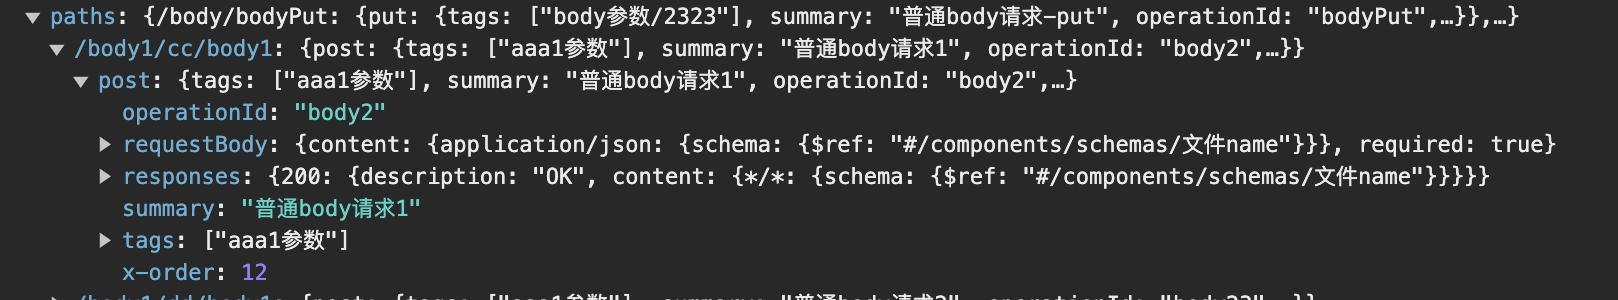 paths: {/body/bodyPut: {put: {tags: ["body参数/2323"], summary: "普通body请求-put", operationId: "bodyPut",…}},…}
/body1/cc/body1: {post: {tags: ["aaa1参数"], summary: "普通body请求1", operationId: "body2",…}}
post: {tags: ["aaa1参数"], summary: "普通body请求1", operationId: "body2",…}
operationId: "body2"
requestBody: {content: {application/json: {schema: {$ref: "#/components/schemas/文件name"}}}, required: true}
responses: {200: {description: "OK", content: {*/*: {schema: {$ref: "#/components/schemas/文件name"}}}}}
summary: "普通body请求1"
tags: ["aaa1参数"]
x-order: 12